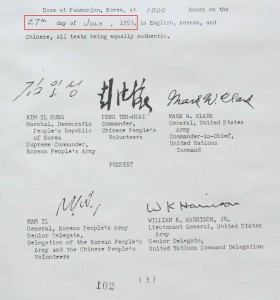 Done at Panmunjom, Korea, at 1000 hours on the
27th day of JULY, 1953, in English, Korean, and
Chinese, all texts being equally authentic.
김일성
彭德懷
Mark W. Clark
KIM IL SUNG
Marshal, Democratic
People's Republic
of Korea
Supreme Commander,
Korean People's Army
PENG TEH-HUAI
Commander,
Chinese People's
Volunteers
MARK W. CLARK
General, United States
Army
Commander-in-Chief,
United Nations
Command
PRESENT
W K Harrison
NAM IL
General, Korean People's Army
Senior Delegate,
Delegation of the Korean People's
Army and the Chinese People's
Volunteers
WILLIAM K. HARRISON, JR.
Lieutenant General, United States
Army
Senior Delegate,
United Nations Command Delegation
102